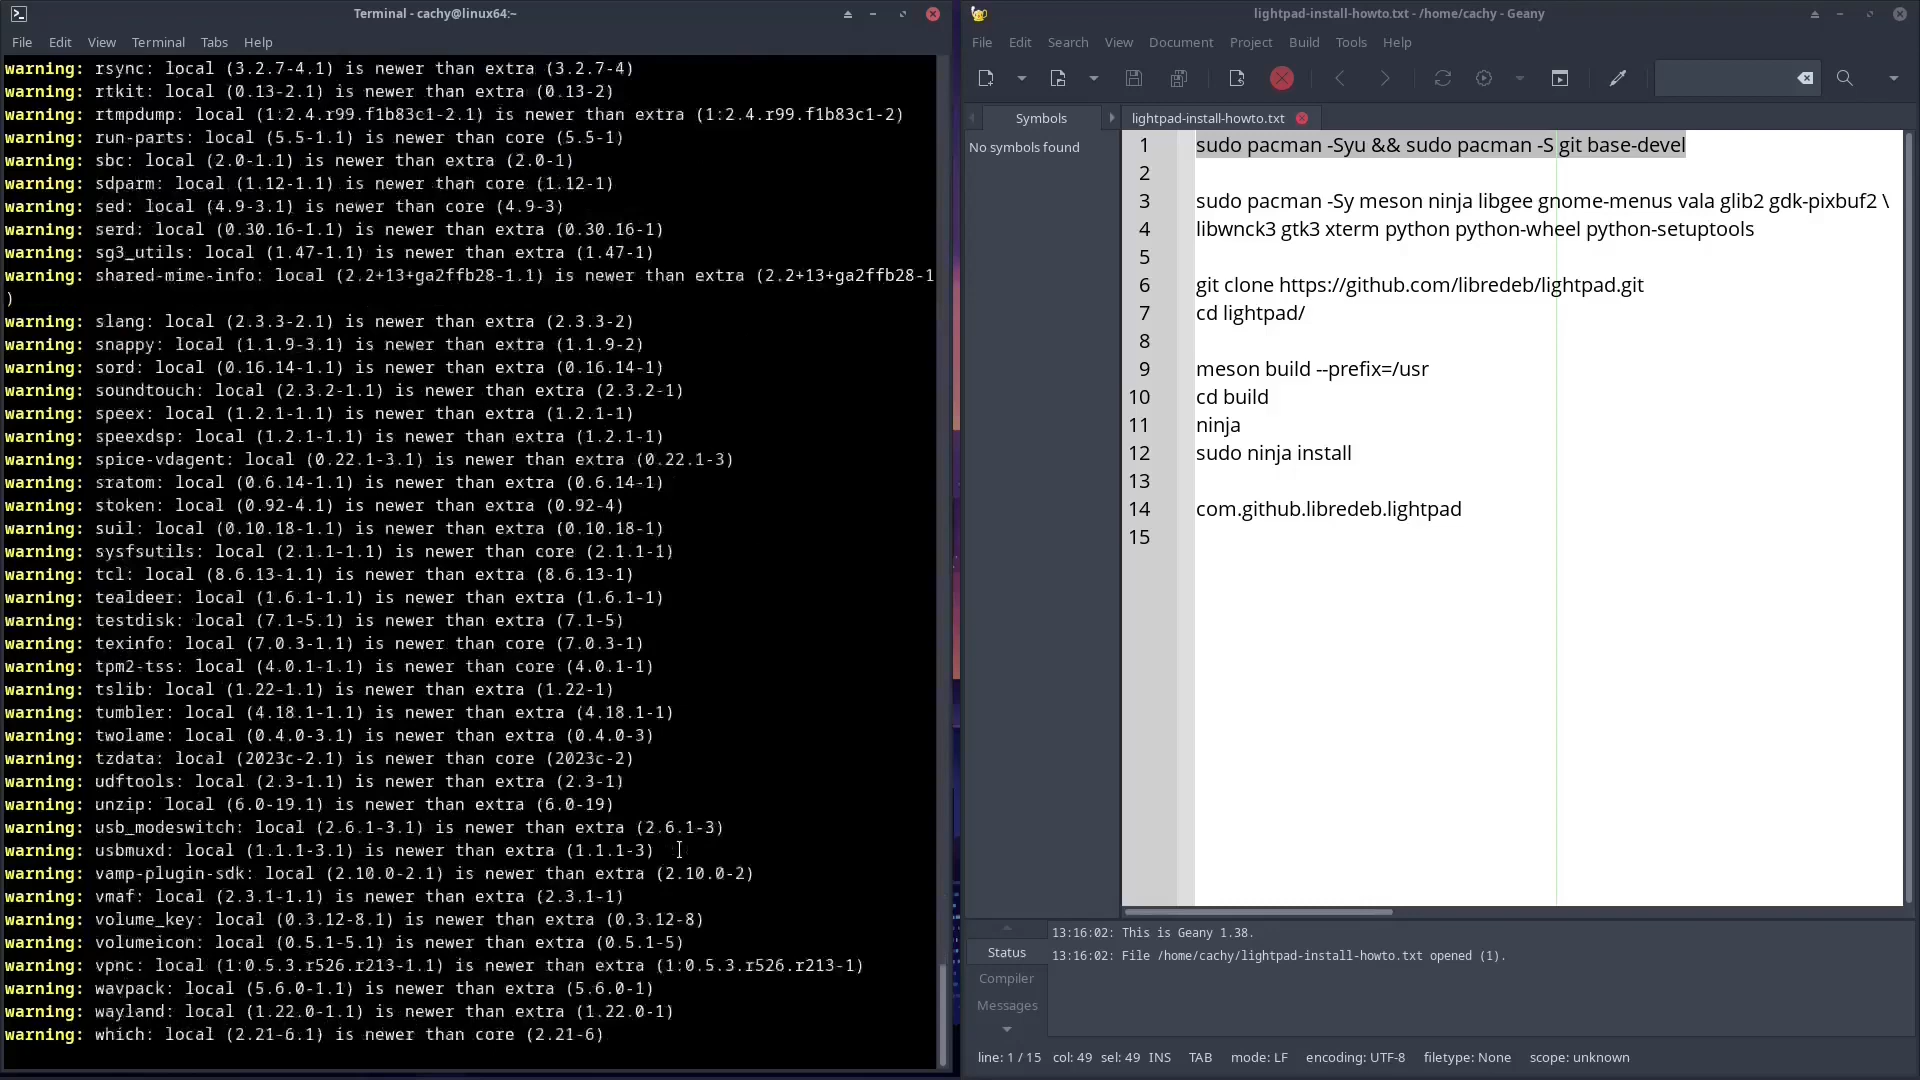 Terminal - cachy@linux64:~
File Edit View Terminal Tabs Help
warning: rsync: local (3.2.7-4.1) is newer than extra (3.2.7-4)
warning: rtkit: local (0.13-2.1) is newer than extra (0.13-2)
warning: rtmpdump: local (1:2.4.r99.f1b83c1-2.1) is newer than extra (1:2.4.r99.f1b83c1-2)
warning: run-parts: local (5.5-1.1) is newer than core (5.5-1)
warning: sbc: local (2.0-1.1) is newer than extra (2.0-1)
warning: sdparm: local (1.12-1.1) is newer than core (1.12-1)
warning: sed: local (4.9-3.1) is newer than core (4.9-3)
warning: serd: local (0.30.16-1.1) is newer than extra (0.30.16-1)
warning: sg3_utils: local (1.47-1.1) is newer than extra (1.47-1)
warning: shared-mime-info: local (2.2+13+ga2ffb28-1.1) is newer than extra (2.2+13+ga2ffb28-1
)
warning: slang: local (2.3.3-2.1) is newer than extra (2.3.3-2)
warning: snappy: local (1.1.9-3.1) is newer than extra (1.1.9-2)
warning: sord: local (0.16.14-1.1) is newer than extra (0.16.14-1)
warning: soundtouch: local (2.3.2-1.1) is newer than extra (2.3.2-1)
warning: speex: local (1.2.1-1.1) is newer than extra (1.2.1-1)
warning: speexdsp: local (1.2.1-1.1) is newer than extra (1.2.1-1)
warning: spice-vdagent: local (0.22.1-3.1) is newer than extra (0.22.1-3)
warning: sratom: local (0.6.14-1.1) is newer than extra (0.6.14-1)
warning: stoken: local (0.92-4.1) is newer than extra (0.92-4)
warning: suil: local (0.10.18-1.1) is newer than extra (0.10.18-1)
warning: sysfsutils: local (2.1.1-1.1) is newer than core (2.1.1-1)
warning: tcl: local (8.6.13-1.1) is newer than extra (8.6.13-1)
warning: tealdeer: local (1.6.1-1.1) is newer than extra (1.6.1-1)
warning: testdisk: local (7.1-5.1) is newer than extra (7.1-5)
warning: texinfo: local (7.0.3-1.1) is newer than core (7.0.3-1)
warning: tpm2-tss: local (4.0.1-1.1) is newer than core (4.0.1-1)
warning: tslib: local (1.22-1.1) is newer than extra (1.22-1)
warning: tumbler: local (4.18.1-1.1) is newer than extra (4.18.1-1)
warning: twolame: local (0.4.0-3.1) is newer than extra (0.4.0-3)
warning: tzdata: local (2023c-2.1) is newer than core (2023c-2)
warning: udftools: local (2.3-1.1) is newer than extra (2.3-1)
warning: unzip: local (6.0-19.1) is newer than extra (6.0-19)
warning: usb_modeswitch: local (2.6.1-3.1) is newer than extra (2.6.1-3)
warning: usbmuxd: local (1.1.1-3.1) is newer than extra (1.1.1-3)
warning: vamp-plugin-sdk: local (2.10.0-2.1) is newer than extra (2.10.0-2)
warning: vmaf: local (2.3.1-1.1) is newer than extra (2.3.1-1)
warning: volume_key: local (0.3.12-8.1) is newer than extra (0.3.12-8)
warning: volumeicon: local (0.5.1-5.1) is newer than extra (0.5.1-5)
warning: vpnc: local (1:0.5.3.r526.r213-1.1) is newer than extra (1:0.5.3.r526.r213-1)
warning: wavpack: local (5.6.0-1.1) is newer than extra (5.6.0-1)
warning: wayland: local (1.22.0-1.1) is newer than extra (1.22.0-1)
warning: which: local (2.21-6.1) is newer than core (2.21-6)
lightpad-install-howto.txt - /home/cachy - Geany
File Edit Search View Document Project Build Tools Help
Symbols
No symbols found
lightpad-install-howto.txt
1 sudo pacman -Syu && sudo pacman -S git base-devel
2
3 sudo pacman -Sy meson ninja libgee gnome-menus vala glib2 gdk-pixbuf2 \
4 libwnck3 gtk3 xterm python python-wheel python-setuptools
5
6 git clone https://github.com/libredeb/lightpad.git
7 cd lightpad/
8
9 meson build --prefix=/usr
10 cd build
11 ninja
12 sudo ninja install
13
14 com.github.libredeb.lightpad
15
Status
Compiler
Messages
13:16:02: This is Geany 1.38.
13:16:02: File /home/cachy/lightpad-install-howto.txt opened (1).
line: 1 / 15 col: 49 sel: 49 INS TAB mode: LF encoding: UTF-8 filetype: None scope: unknown